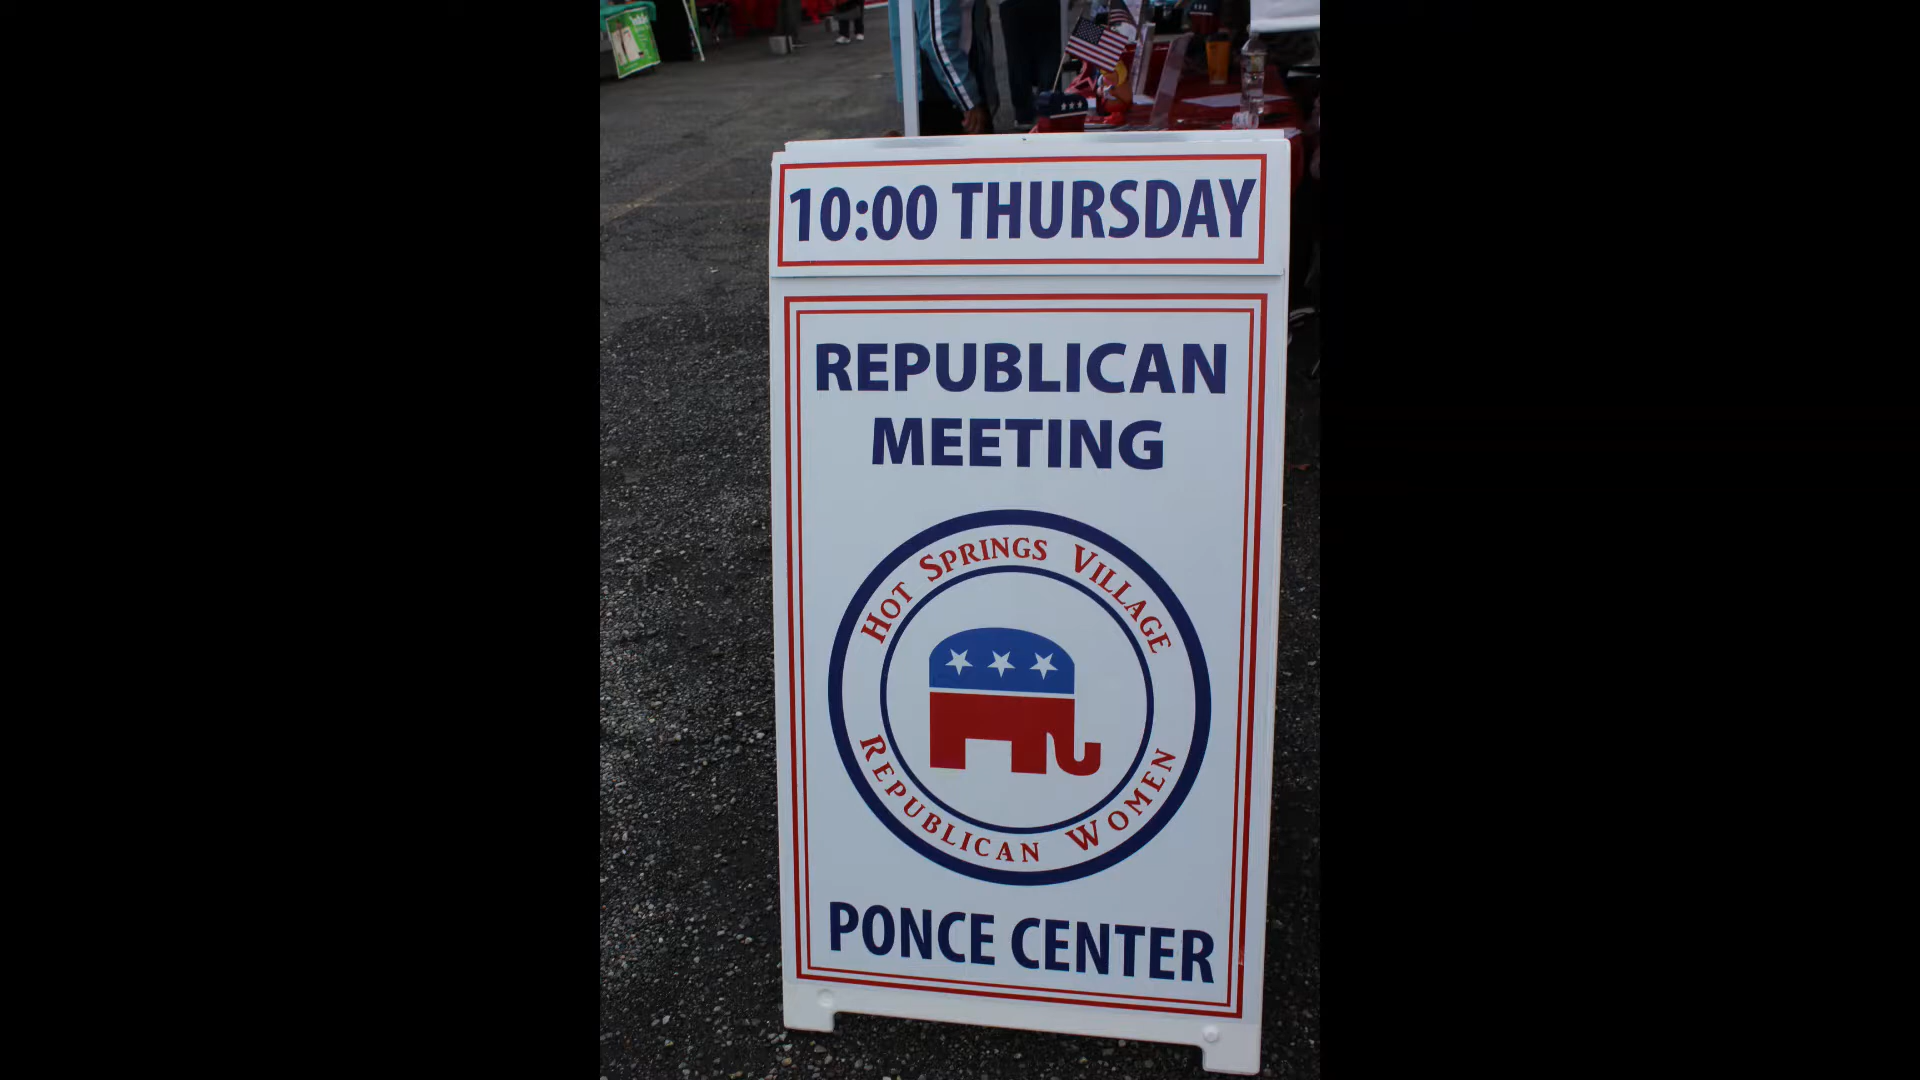 10:00 THURSDAY
REPUBLICAN
MEETING
HOT SPRINGS VILLAGE
REPUBLICAN WOMEN
PONCE CENTER